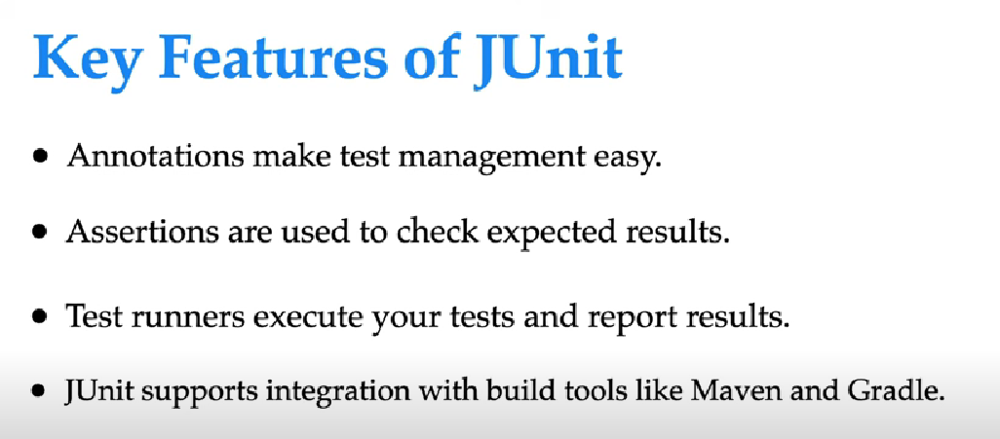 Key Features of JUnit
• Annotations make test management easy.
• Assertions are used to check expected results.
• Test runners execute your tests and report results.
• JUnit supports integration with build tools like Maven and Gradle.